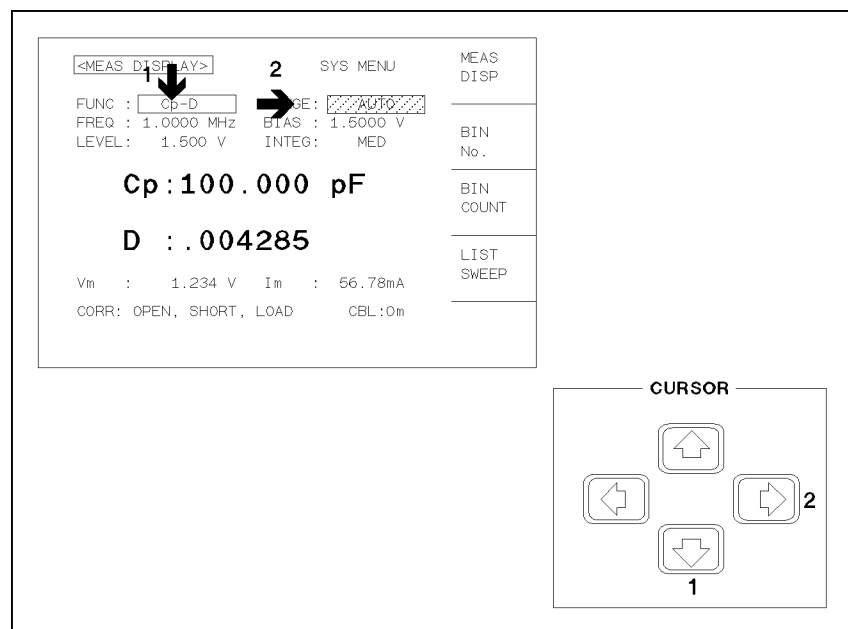 <MEAS DISPLAY> SYS MENU
1 2
FUNC : Cp-D GE: AUTO
FREQ : 1.0000 MHz BIAS : 1.5000 V
LEVEL: 1.500 V INTEG: MED
Cp:100.000 pF
D :.004285
Vm : 1.234 V Im : 56.78mA
CORR: OPEN, SHORT, LOAD CBL:0m
MEAS
DISP
BIN
No.
BIN
COUNT
LIST
SWEEP
CURSOR
2
1